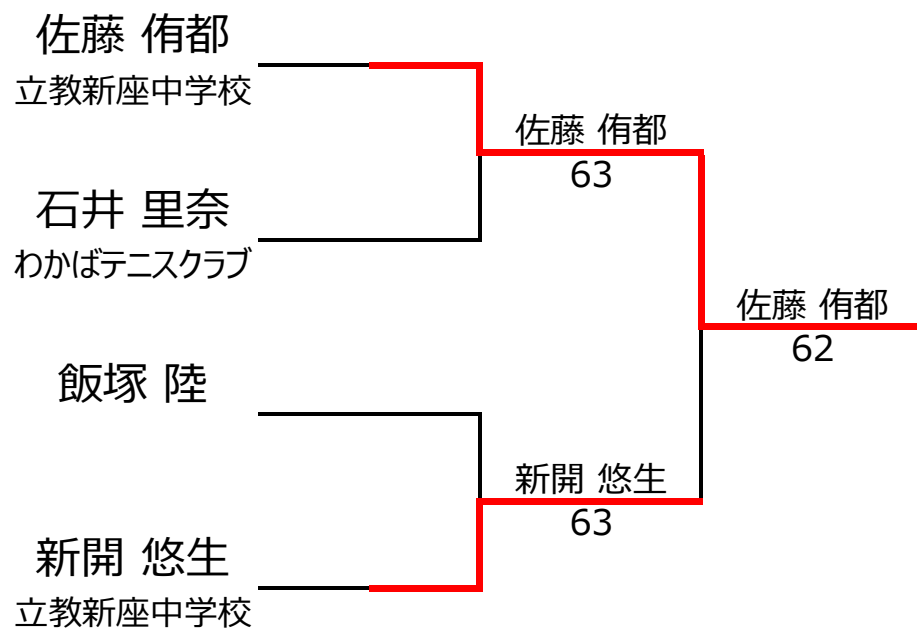 佐藤 侑都
立教新座中学校
佐藤 侑都
63
石井 里奈
わかばテニスクラブ
佐藤 侑都
62
飯塚 陸
新開 悠生
63
新開 悠生
立教新座中学校